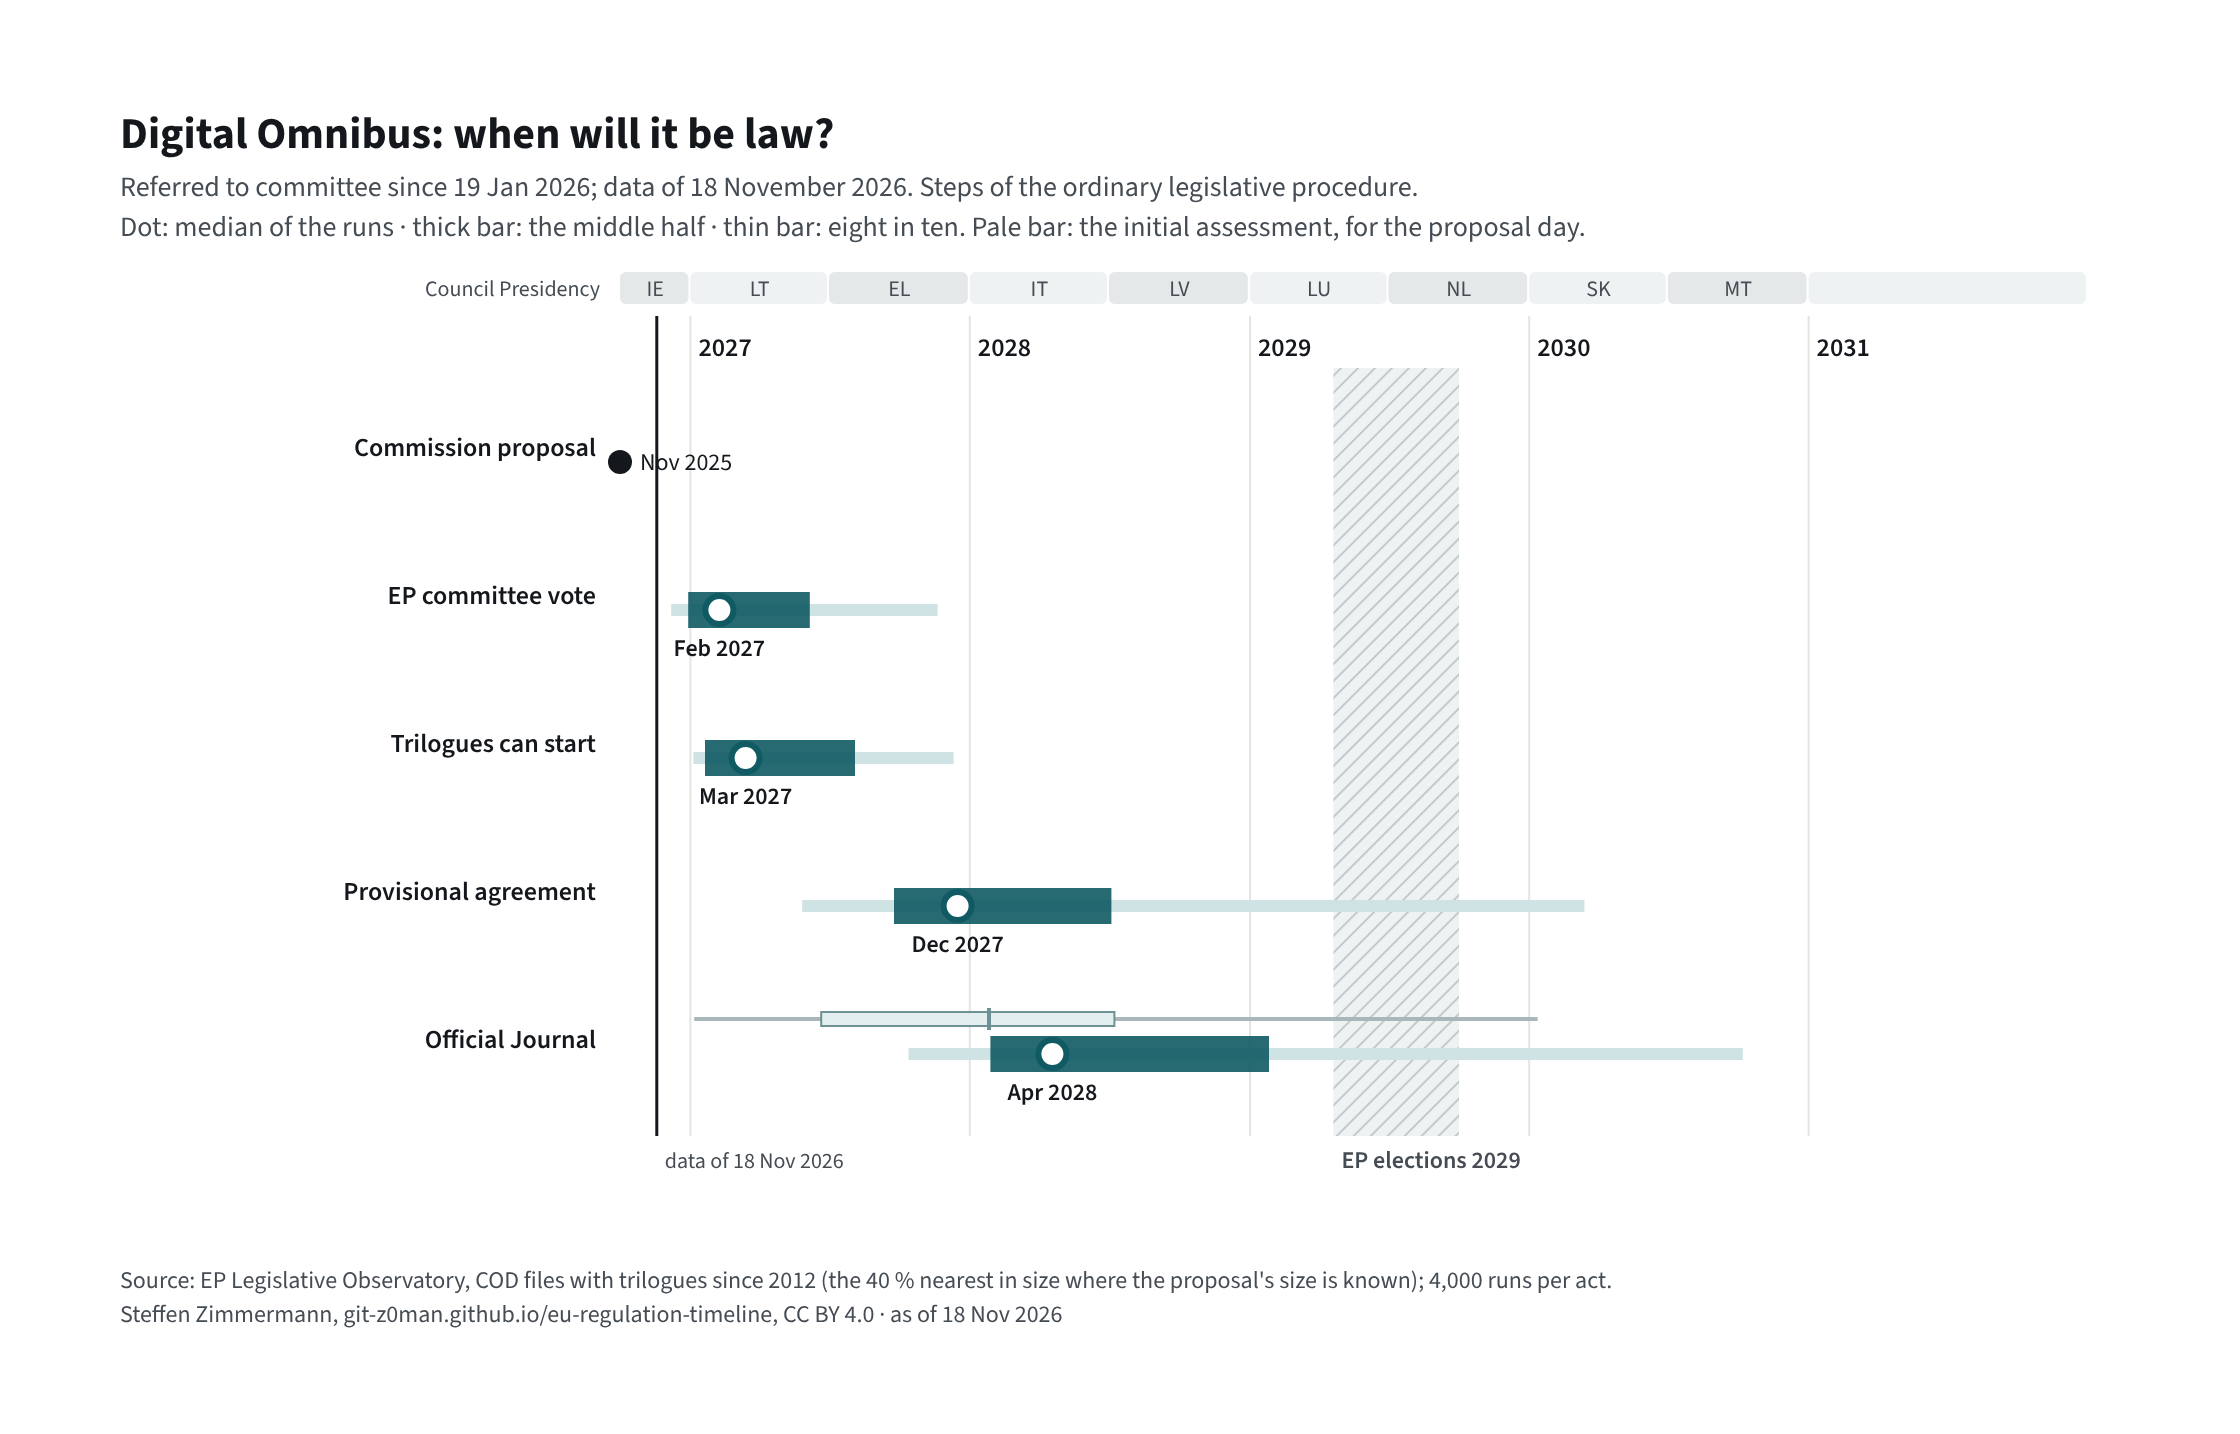 Digital Omnibus: when will it be law?
Referred to committee since 19 Jan 2026; data of 18 November 2026. Steps of the ordinary legislative procedure.
Dot: median of the runs · thick bar: the middle half · thin bar: eight in ten. Pale bar: the initial assessment, for the proposal day.
Council Presidency IE LT EL IT LV LU NL SK MT
2027 2028 2029 2030 2031
Commission proposal
Nov 2025
EP committee vote
Feb 2027
Trilogues can start
Mar 2027
Provisional agreement
Dec 2027
Official Journal
Apr 2028
data of 18 Nov 2026 EP elections 2029
Source: EP Legislative Observatory, COD files with trilogues since 2012 (the 40 % nearest in size where the proposal's size is known); 4,000 runs per act.
Steffen Zimmermann, git-z0man.github.io/eu-regulation-timeline, CC BY 4.0 · as of 18 Nov 2026